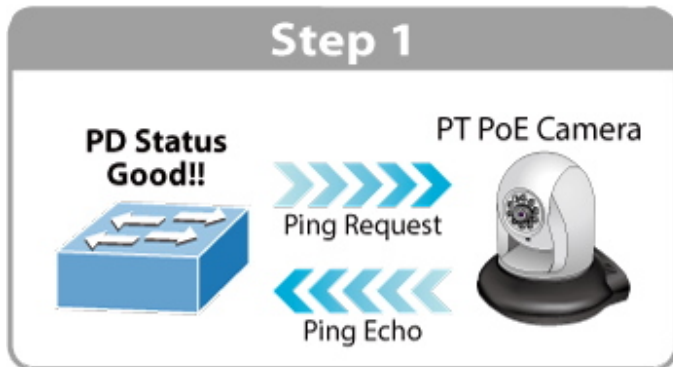 Step 1
PD Status
Good!!
PT PoE Camera
Ping Request
Ping Echo